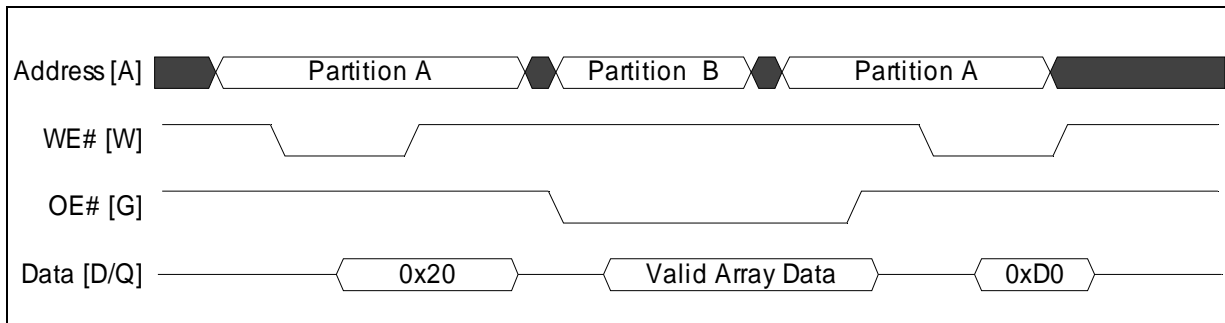 Address [A] Partition A Partition B Partition A
WE# [W]
OE# [G]
Data [D/Q] 0x20 Valid Array Data 0xD0